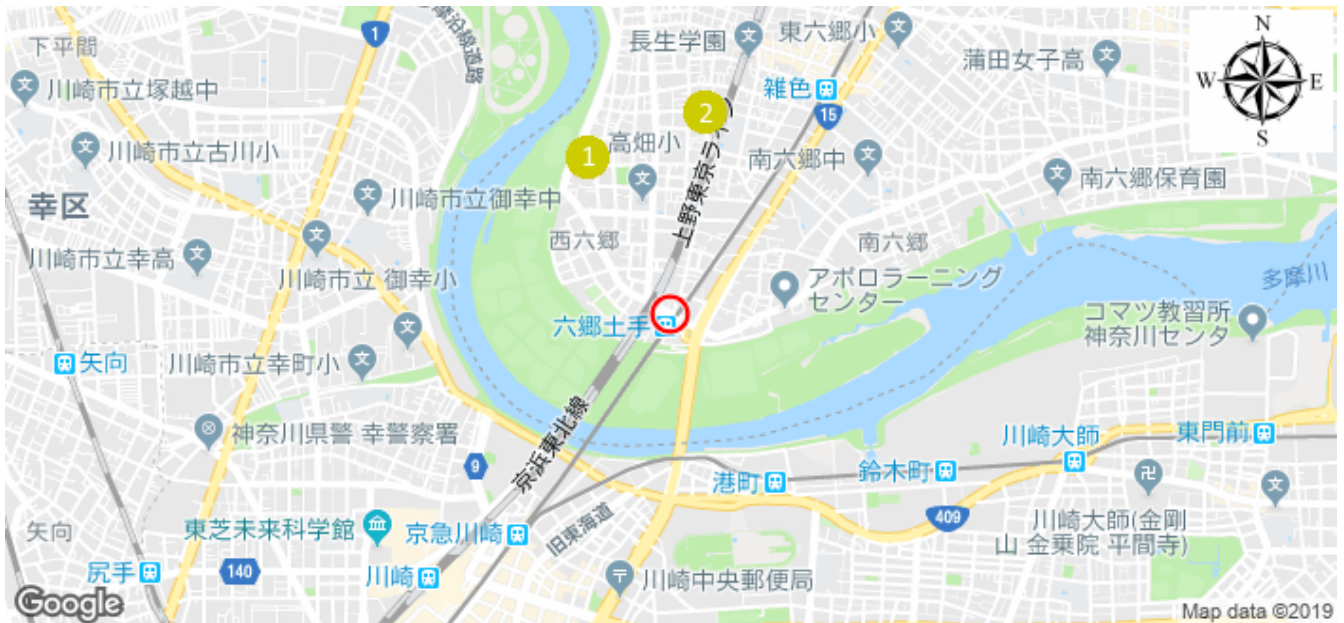 下平間
1
沿線道路
長生学園
東六郷小
蒲田女子高
N
W
E
S
川崎市立塚越中
雑色
15
2
1
高畑小
川崎市立古川小
南六郷中
南六郷保育園
上野東京ライン
幸区
川崎市立御幸中
西六郷
南六郷
川崎市立幸高
川崎市立 御幸小
アポロラーニング
センター
多摩川
六郷土手
コマツ教習所
神奈川センタ
矢向
川崎市立幸町小
京浜東北線
神奈川県警 幸警察署
9
川崎大師
東門前
港町
鈴木町
矢向
東芝未来科学館
京急川崎
旧東海道
409
川崎大師(金剛
山 金乗院 平間寺)
尻手
140
川崎
川崎中央郵便局
Google
Map data ©2019